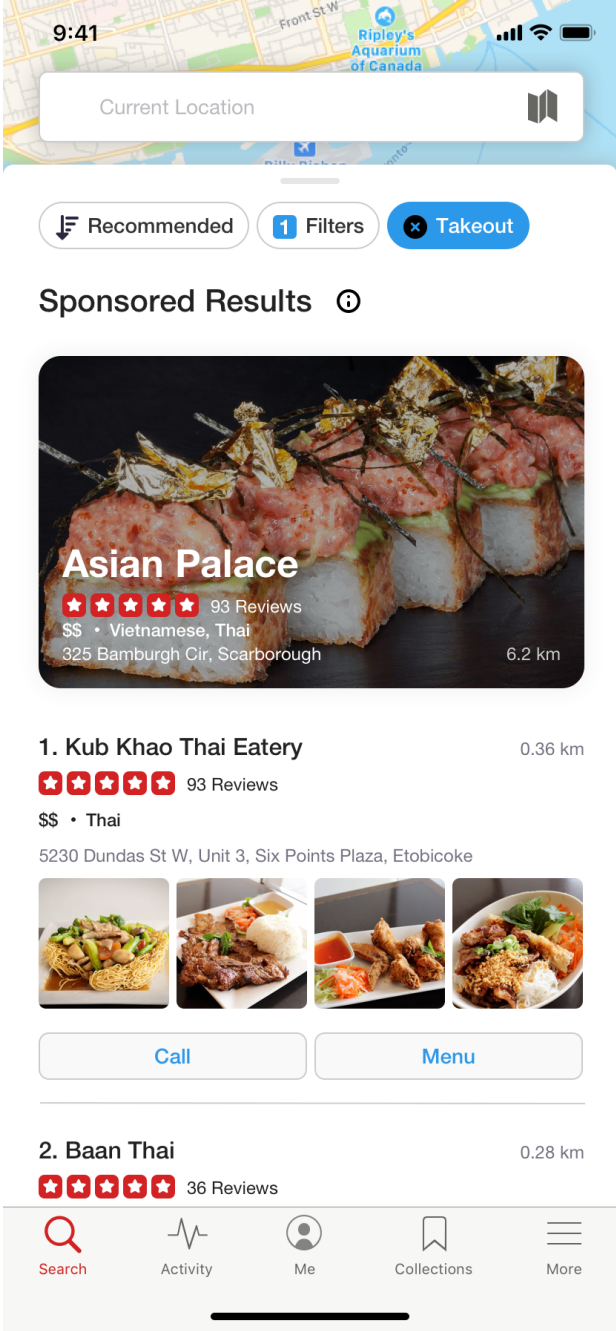 Front St W
9:41
Ripley's
Aquarium
of Canada
Current Location
Recommended
1 Filters
Takeout
Sponsored Results
Asian Palace
93 Reviews
$$ • Vietnamese, Thai
325 Bamburgh Cir, Scarborough
6.2 km
1. Kub Khao Thai Eatery
0.36 km
93 Reviews
$$ • Thai
5230 Dundas St W, Unit 3, Six Points Plaza, Etobicoke
Call
Menu
2. Baan Thai
0.28 km
36 Reviews
Search
Activity
Me
Collections
More